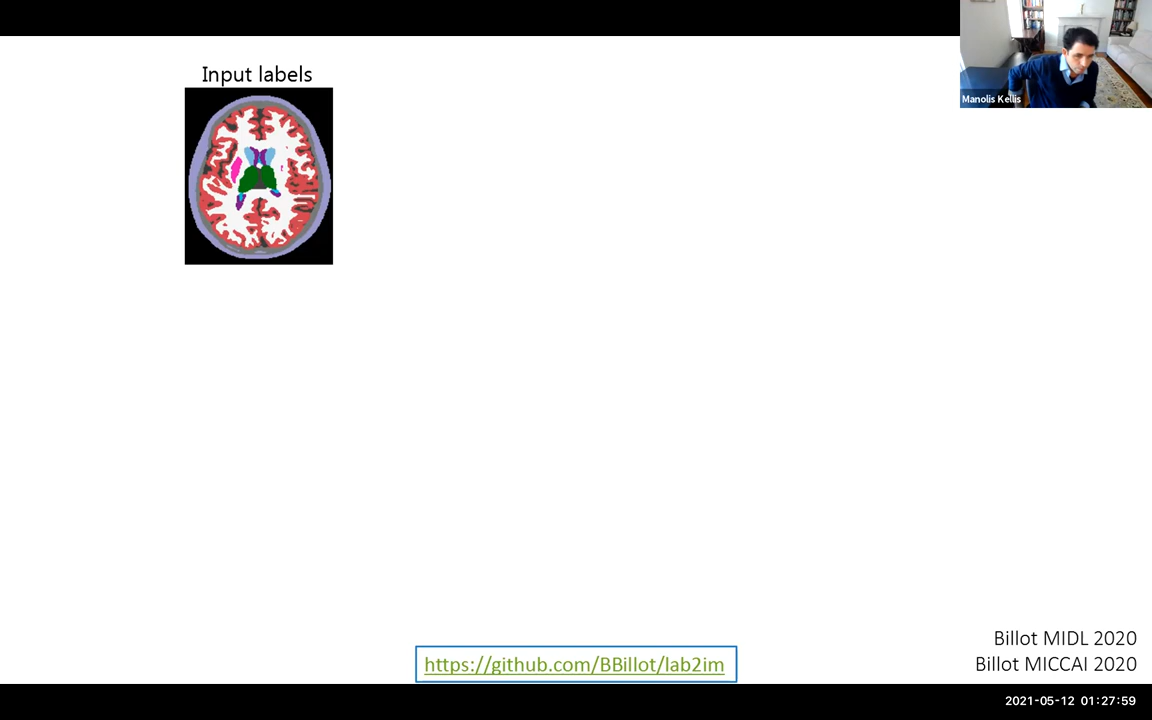 Input labels
Manolis Kellis
https://github.com/BBillot/lab2im
Billot MIDL 2020
Billot MICCAI 2020
2021-05-12 01:27:59